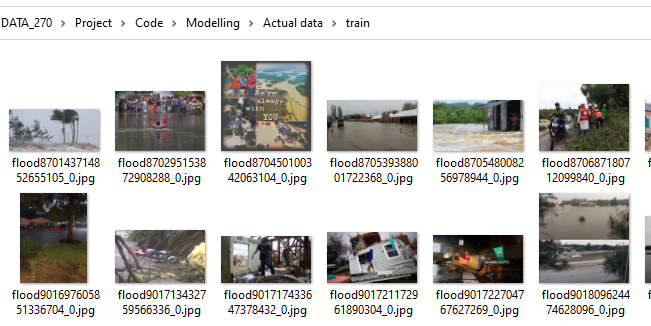 DATA_270 > Project > Code > Modelling > Actual data > train
We're
always
with
YOU
flood8701437148
52655105_0.jpg
flood8702951538
72908288_0.jpg
flood8704501003
42063104_0.jpg
flood8705393880
01722368_0.jpg
flood8705480082
56978944_0.jpg
flood8706871807
12099840_0.jpg
flood9016976058
51336704_0.jpg
flood9017134327
59566336_0.jpg
flood9017174336
47378432_0.jpg
flood9017211729
61890304_0.jpg
flood9017227047
67627269_0.jpg
flood9018096244
74628096_0.jpg